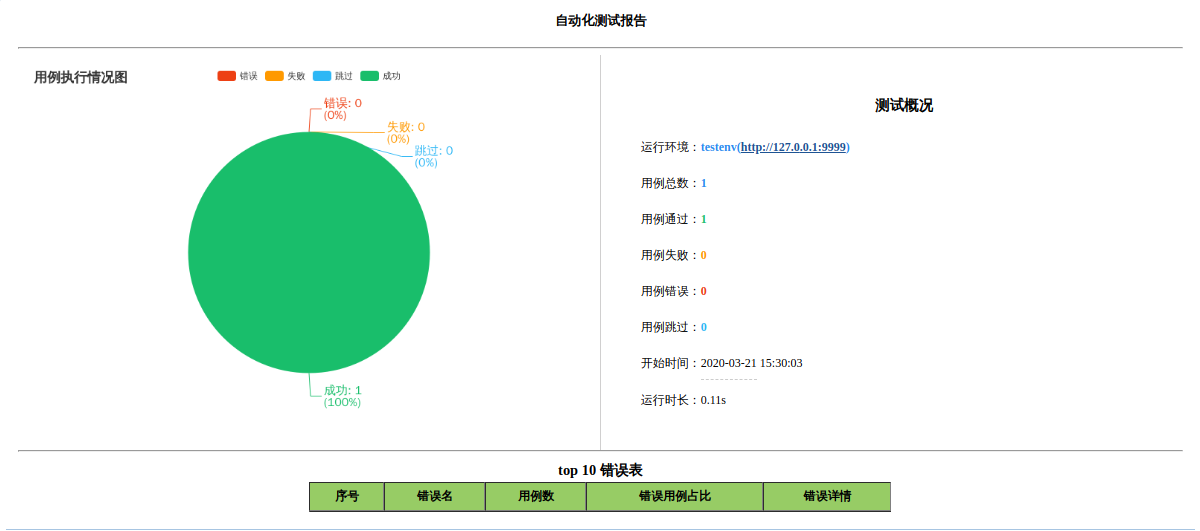 自动化测试报告
用例执行情况图
错误 失败 跳过 成功
错误: 0
(0%)
失败: 0
(0%)
跳过: 0
(0%)
成功: 1
(100%)
测试概况
运行环境：testenv(http://127.0.0.1:9999)
用例总数：1
用例通过：1
用例失败：0
用例错误：0
用例跳过：0
开始时间：2020-03-21 15:30:03
-----------
运行时长：0.11s
top 10 错误表
序号 错误名 用例数 错误用例占比 错误详情